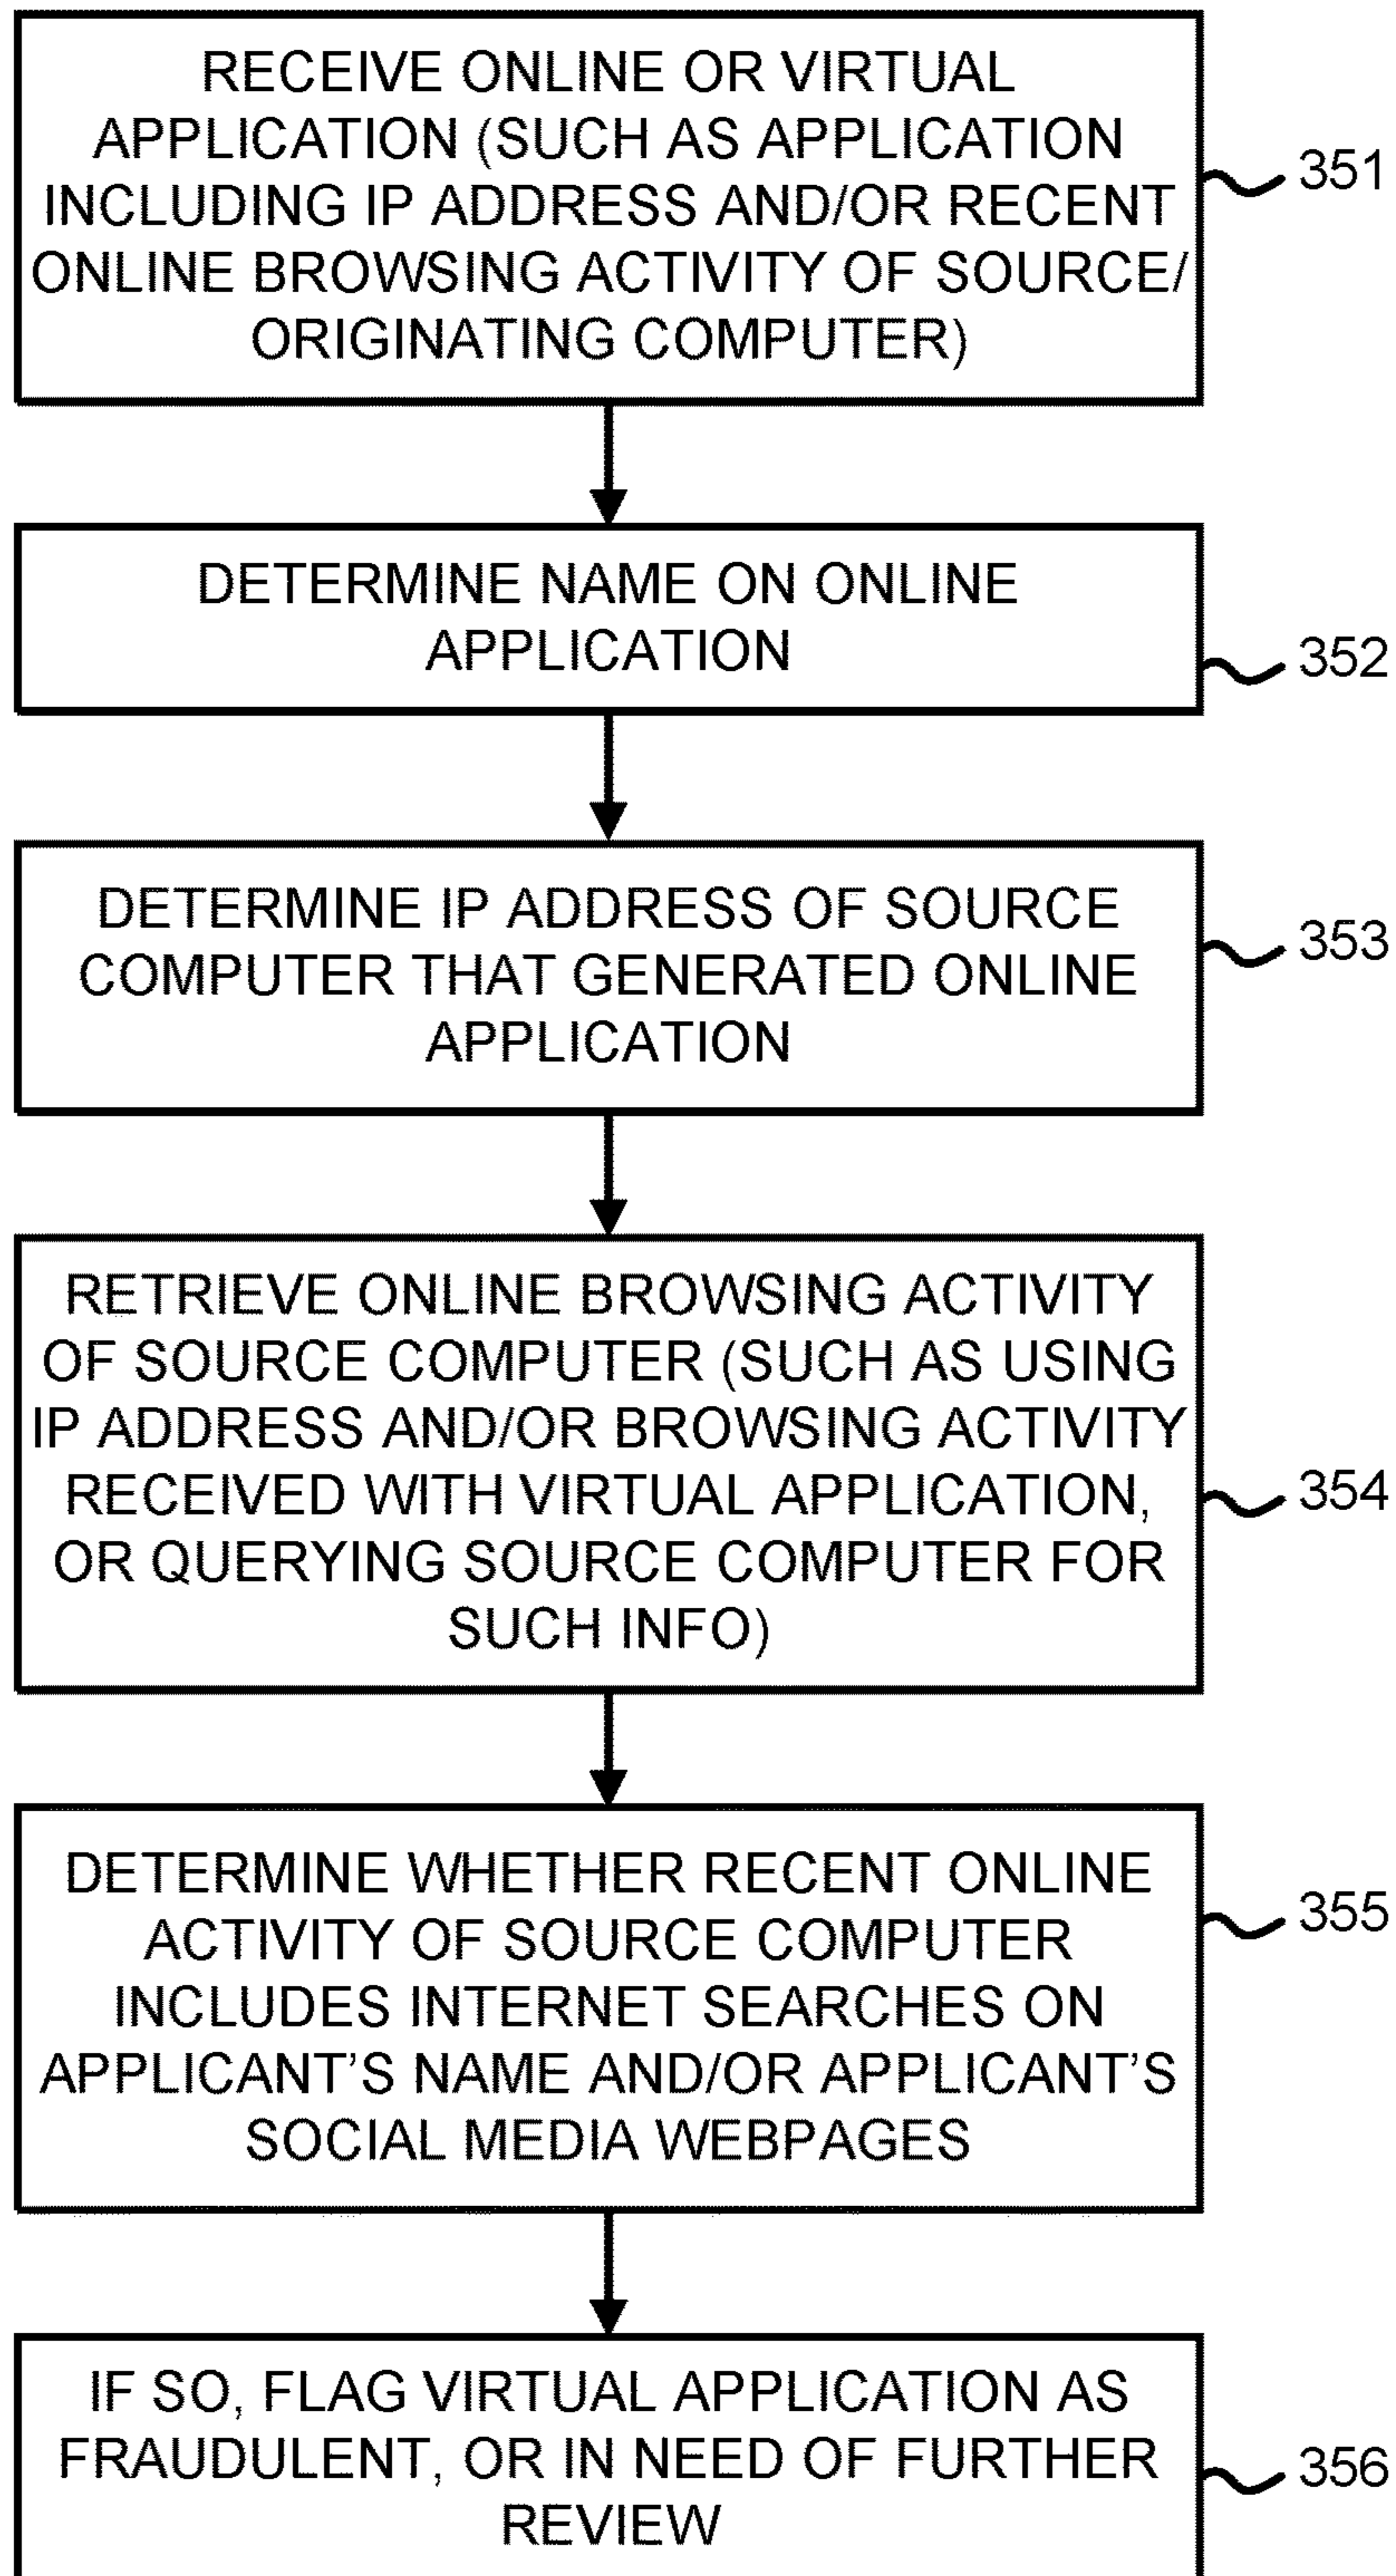 RECEIVE ONLINE OR VIRTUAL
APPLICATION (SUCH AS APPLICATION
INCLUDING IP ADDRESS AND/OR RECENT
ONLINE BROWSING ACTIVITY OF SOURCE/
ORIGINATING COMPUTER)
351
DETERMINE NAME ON ONLINE
APPLICATION
352
DETERMINE IP ADDRESS OF SOURCE
COMPUTER THAT GENERATED ONLINE
APPLICATION
353
RETRIEVE ONLINE BROWSING ACTIVITY
OF SOURCE COMPUTER (SUCH AS USING
IP ADDRESS AND/OR BROWSING ACTIVITY
RECEIVED WITH VIRTUAL APPLICATION,
OR QUERYING SOURCE COMPUTER FOR
SUCH INFO)
354
DETERMINE WHETHER RECENT ONLINE
ACTIVITY OF SOURCE COMPUTER
INCLUDES INTERNET SEARCHES ON
APPLICANT'S NAME AND/OR APPLICANT'S
SOCIAL MEDIA WEBPAGES
355
IF SO, FLAG VIRTUAL APPLICATION AS
FRAUDULENT, OR IN NEED OF FURTHER
REVIEW
356